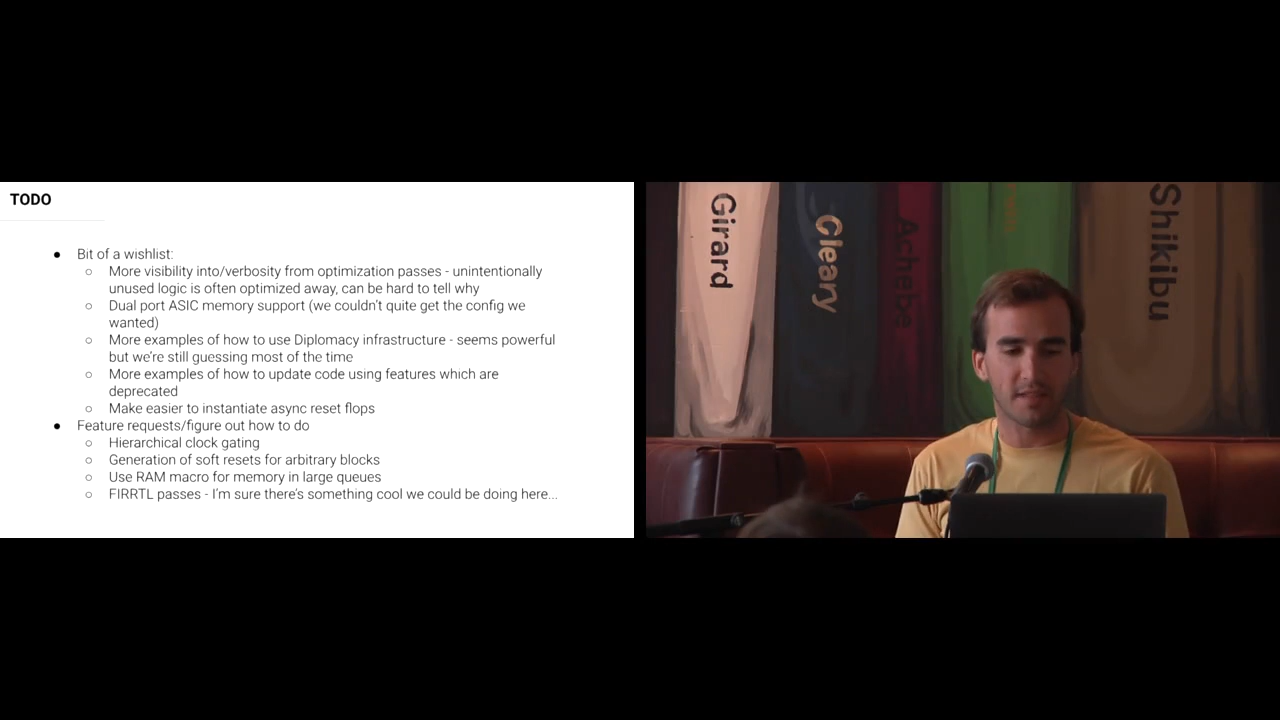 TODO
● Bit of a wishlist:
○ More visibility into/verbosity from optimization passes - unintentionally
unused logic is often optimized away, can be hard to tell why
○ Dual port ASIC memory support (we couldn't quite get the config we
wanted)
○ More examples of how to use Diplomacy infrastructure - seems powerful
but we're still guessing most of the time
○ More examples of how to update code using features which are
deprecated
○ Make easier to instantiate async reset flops
● Feature requests/figure out how to do
○ Hierarchical clock gating
○ Generation of soft resets for arbitrary blocks
○ Use RAM macro for memory in large queues
○ FIRRTL passes - I'm sure there's something cool we could be doing here...
Girard
Cleary
Achebe
Shikibu